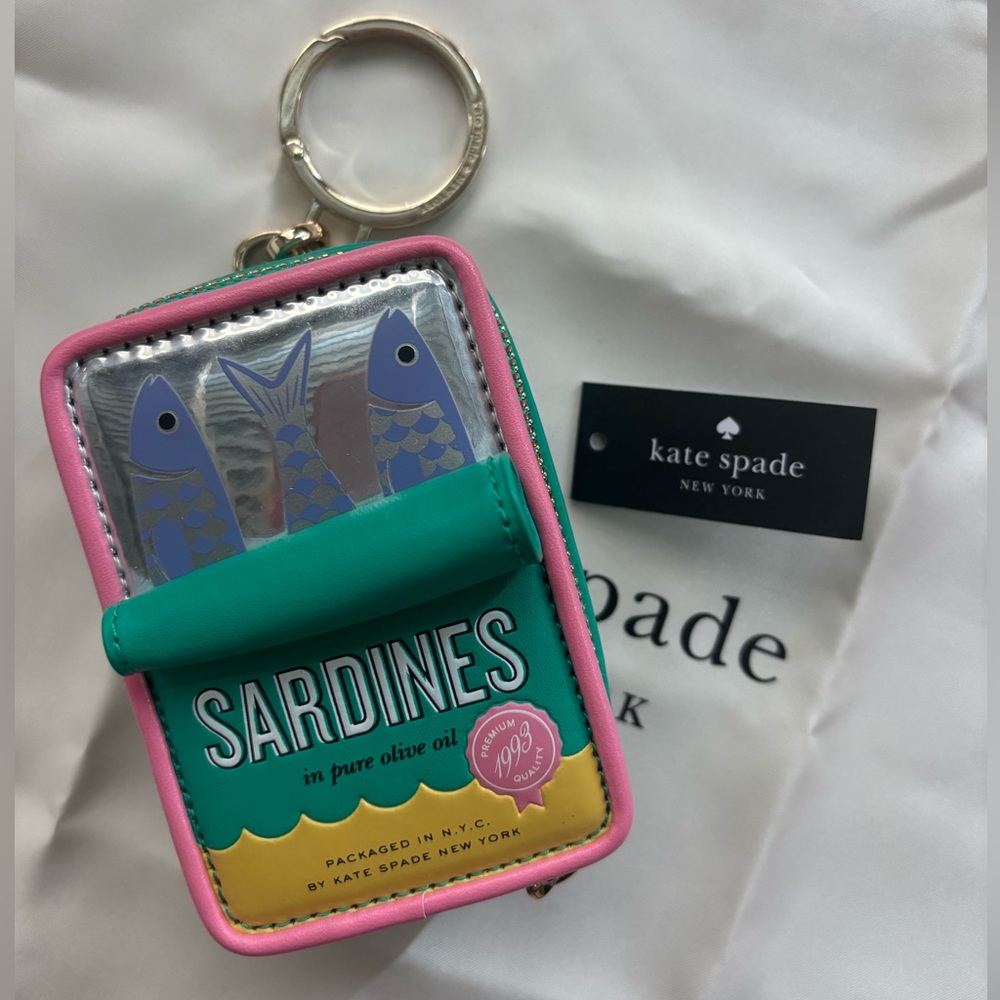 SARDINES
in pure olive oil
PREMIUM
1993
QUALITY
PACKAGED IN N.Y.C.
BY KATE SPADE NEW YORK
kate spade
NEW YORK
pade
K